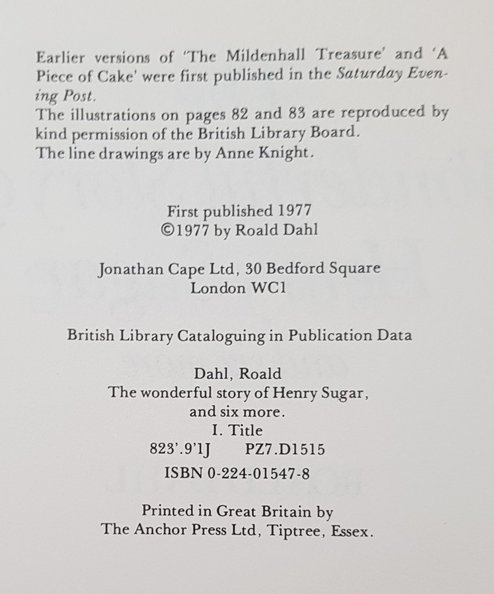 Earlier versions of 'The Mildenhall Treasure' and 'A
Piece of Cake' were first published in the Saturday Even-
ing Post.
The illustrations on pages 82 and 83 are reproduced by
kind permission of the British Library Board.
The line drawings are by Anne Knight.
First published 1977
©1977 by Roald Dahl
Jonathan Cape Ltd, 30 Bedford Square
London WC1
British Library Cataloguing in Publication Data
Dahl, Roald
The wonderful story of Henry Sugar,
and six more.
I. Title
823'.9'1J PZ7.D1515
ISBN 0-224-01547-8
Printed in Great Britain by
The Anchor Press Ltd, Tiptree, Essex.